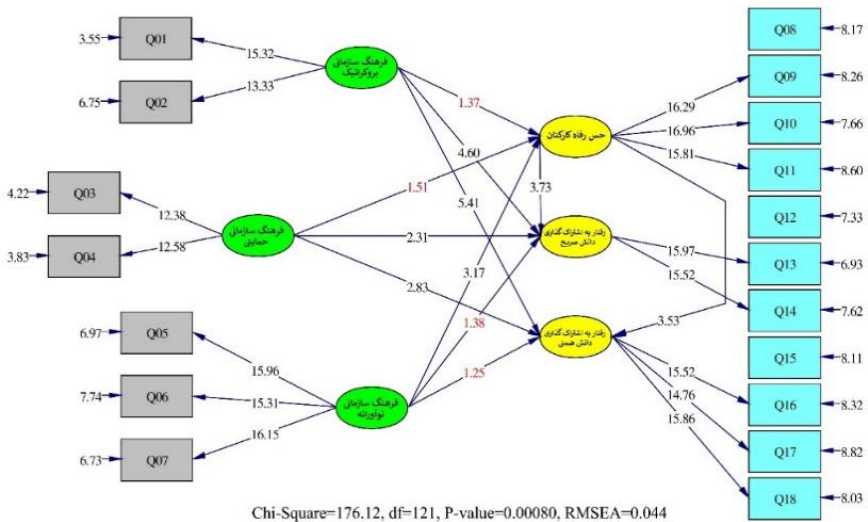 3.55
Q01
15.32
6.75
Q02
13.33
فرهنگ سازمانی
بروکراتیک
4.22
Q03
12.38
3.83
Q04
12.58
فرهنگ سازمانی
حمایتی
6.97
Q05
15.96
7.74
Q06
15.31
6.73
Q07
16.15
فرهنگ سازمانی
نوآورانه
1.37
4.60
5.41
1.51
2.31
2.83
3.17
1.38
1.25
3.73
3.53
حس رفاه کارکنان
رفتار به اشتراک گذاری
دانش صریح
رفتار به اشتراک گذاری
دانش ضمنی
Q08
8.17
16.29
Q09
8.26
16.96
Q10
7.66
15.81
Q11
8.60
Q12
7.33
15.97
Q13
6.93
15.52
Q14
7.62
Q15
8.11
15.52
Q16
8.32
14.76
Q17
8.82
15.86
Q18
8.03
Chi-Square=176.12, df=121, P-value=0.00080, RMSEA=0.044